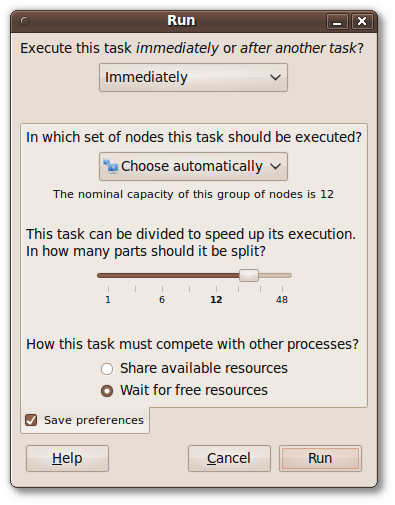 Run
Execute this task immediately or after another task?
Immediately
In which set of nodes this task should be executed?
Choose automatically
The nominal capacity of this group of nodes is 12
This task can be divided to speed up its execution.
In how many parts should it be split?
1 6 12 48
How this task must compete with other processes?
Share available resources
Wait for free resources
Save preferences
Help Cancel Run